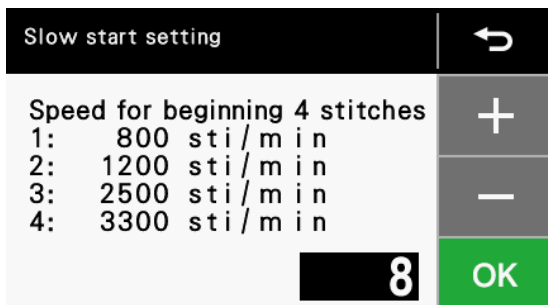 Slow start setting
Speed for beginning 4 stitches
1: 800 sti/min
2: 1200 sti/min
3: 2500 sti/min
4: 3300 sti/min
8
+
−
OK